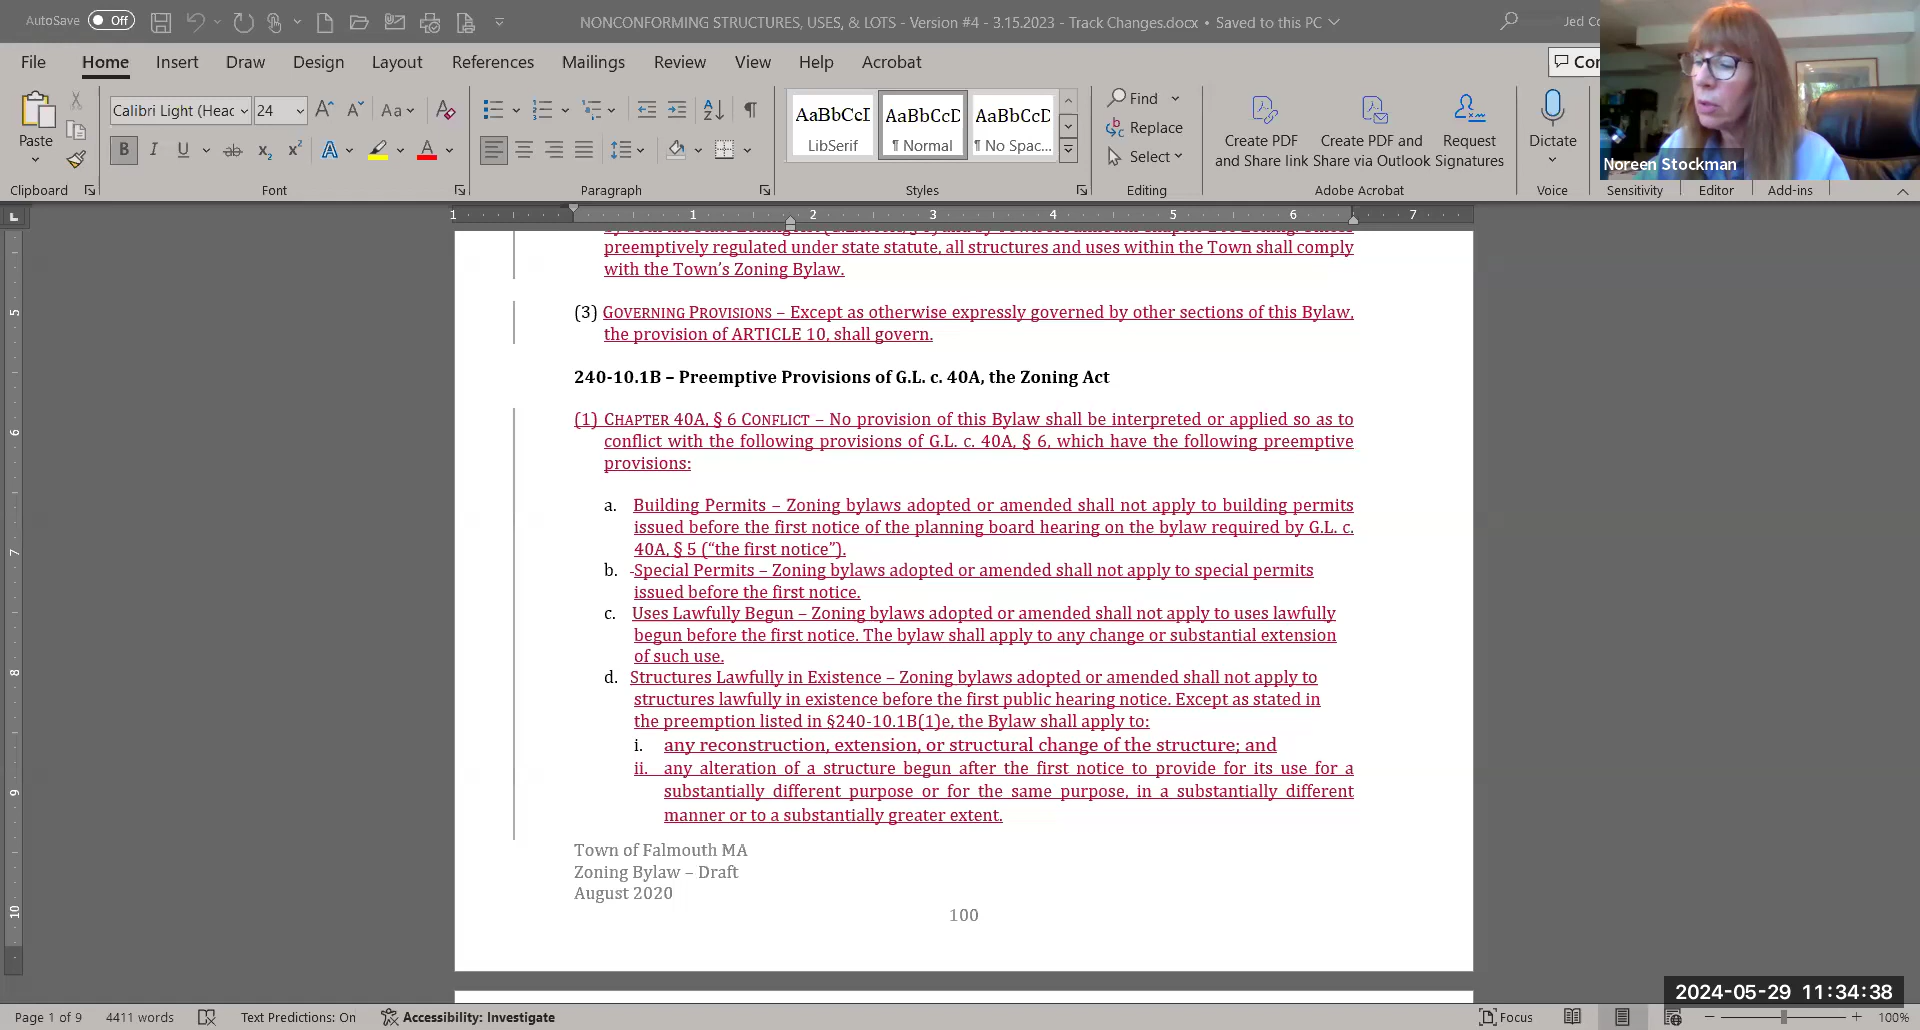 AutoSave Off NONCONFORMING STRUCTURES, USES, & LOTS - Version #4 - 3.15.2023 - Track Changes.docx • Saved to this PC Jed Co
File Home Insert Draw Design Layout References Mailings Review View Help Acrobat Con
Calibri Light (Heac 24 Aa
Paste
AaBbCcI AaBbCcD AaBbCcD
LibSerif ¶ Normal ¶ No Spac...
Find
Replace
Select
Create PDF and Share link
Create PDF and Share via Outlook
Request Signatures
Dictate
Noreen Stockman
Clipboard Font Paragraph Styles Editing Adobe Acrobat Voice Sensitivity Editor Add-ins
1 1 2 3 4 5 6 7
preemptively regulated under state statute, all structures and uses within the Town shall comply
with the Town's Zoning Bylaw.
(3) GOVERNING PROVISIONS – Except as otherwise expressly governed by other sections of this Bylaw,
the provision of ARTICLE 10, shall govern.
240-10.1B – Preemptive Provisions of G.L. c. 40A, the Zoning Act
(1) CHAPTER 40A, § 6 CONFLICT – No provision of this Bylaw shall be interpreted or applied so as to
conflict with the following provisions of G.L. c. 40A, § 6, which have the following preemptive
provisions:
a. Building Permits – Zoning bylaws adopted or amended shall not apply to building permits
issued before the first notice of the planning board hearing on the bylaw required by G.L. c.
40A, § 5 (“the first notice”).
b. -Special Permits – Zoning bylaws adopted or amended shall not apply to special permits
issued before the first notice.
c. Uses Lawfully Begun – Zoning bylaws adopted or amended shall not apply to uses lawfully
begun before the first notice. The bylaw shall apply to any change or substantial extension
of such use.
d. Structures Lawfully in Existence – Zoning bylaws adopted or amended shall not apply to
structures lawfully in existence before the first public hearing notice. Except as stated in
the preemption listed in §240-10.1B(1)e, the Bylaw shall apply to:
i. any reconstruction, extension, or structural change of the structure; and
ii. any alteration of a structure begun after the first notice to provide for its use for a
substantially different purpose or for the same purpose, in a substantially different
manner or to a substantially greater extent.
Town of Falmouth MA
Zoning Bylaw – Draft
August 2020
100
5
6
7
8
9
10
2024-05-29 11:34:38
Page 1 of 9 4411 words Text Predictions: On Accessibility: Investigate Focus 100%